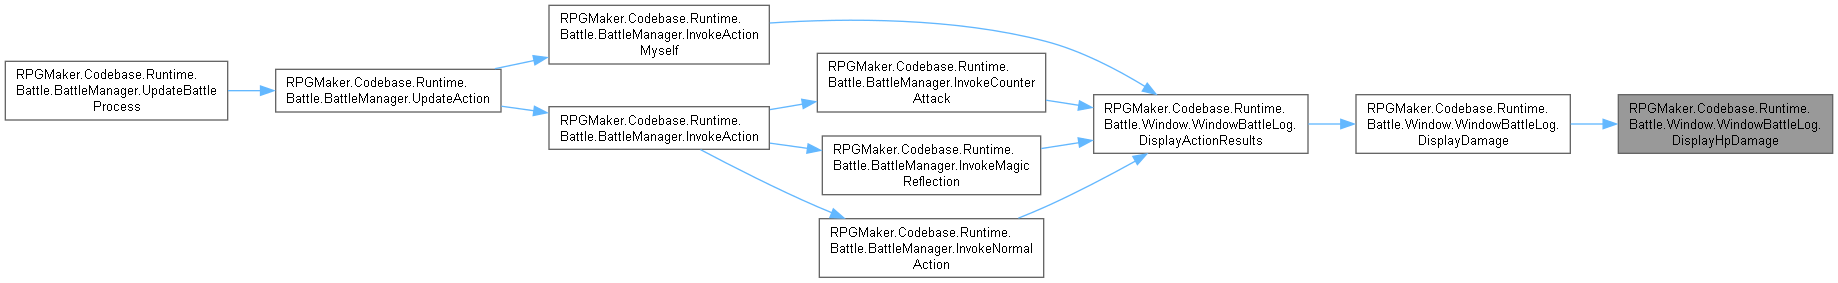 RPGMaker.Codebase.Runtime.
Battle.BattleManager.UpdateBattle
Process
RPGMaker.Codebase.Runtime.
Battle.BattleManager.UpdateAction
RPGMaker.Codebase.Runtime.
Battle.BattleManager.InvokeAction
Myself
RPGMaker.Codebase.Runtime.
Battle.BattleManager.InvokeAction
RPGMaker.Codebase.Runtime.
Battle.BattleManager.InvokeCounter
Attack
RPGMaker.Codebase.Runtime.
Battle.BattleManager.InvokeMagic
Reflection
RPGMaker.Codebase.Runtime.
Battle.BattleManager.InvokeNormal
Action
RPGMaker.Codebase.Runtime.
Battle.Window.WindowBattleLog.
DisplayActionResults
RPGMaker.Codebase.Runtime.
Battle.Window.WindowBattleLog.
DisplayDamage
RPGMaker.Codebase.Runtime.
Battle.Window.WindowBattleLog.
DisplayHpDamage